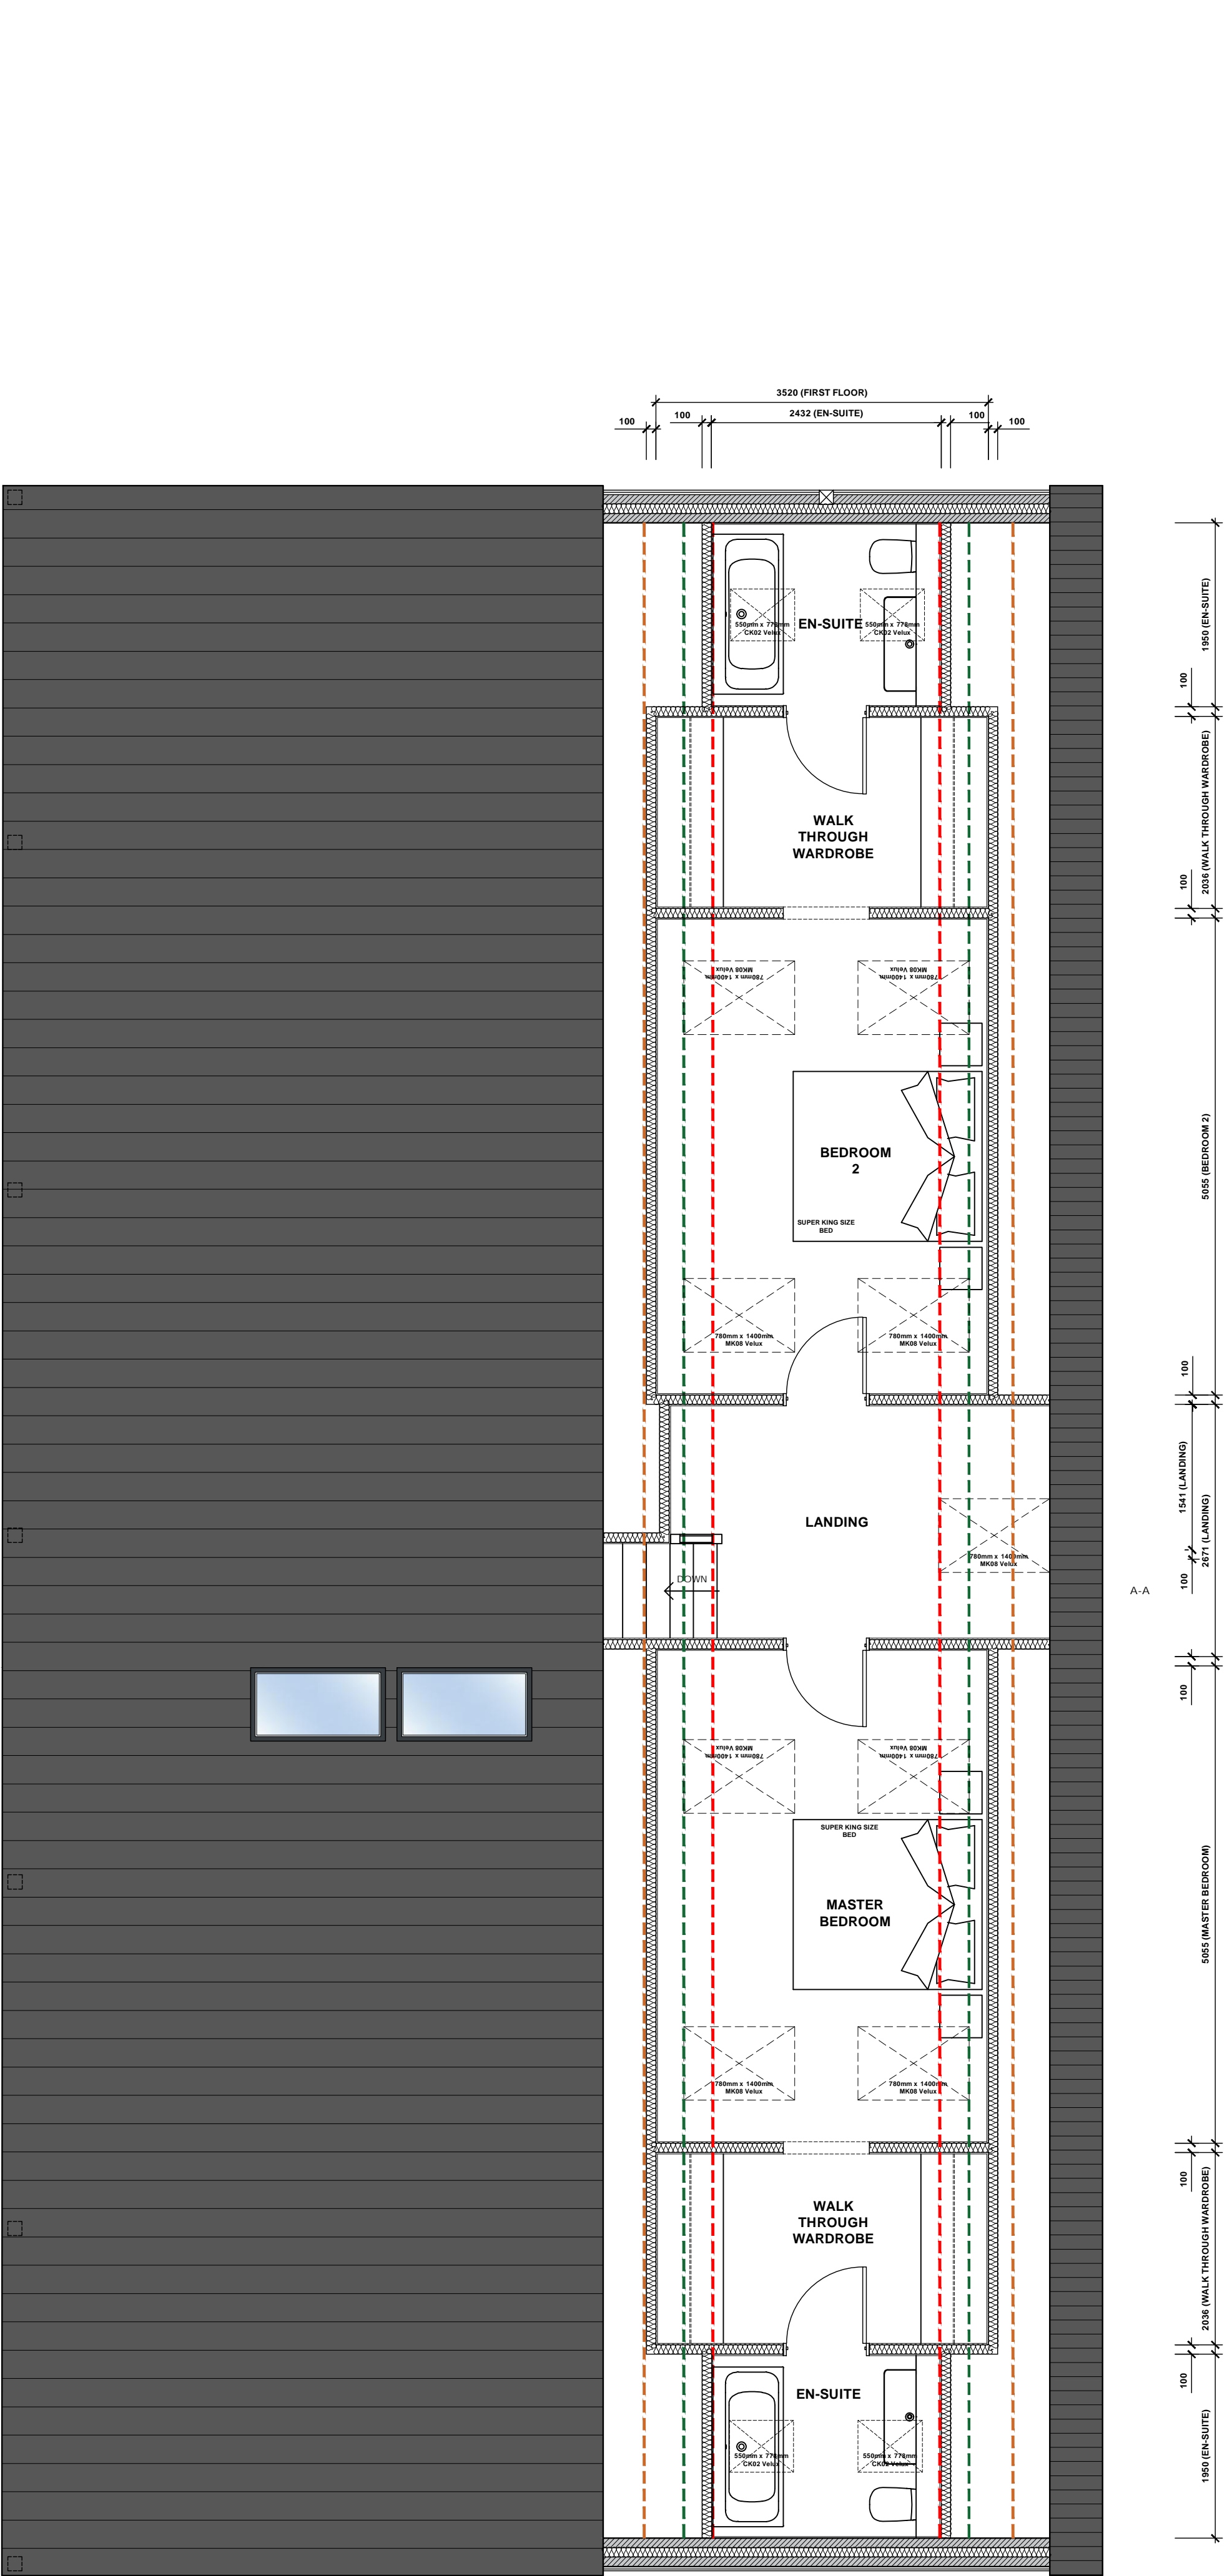 3520 (FIRST FLOOR)
100
100
2432 (EN-SUITE)
100
100
EN-SUITE
550mm x 778mm
CK02 Velux
550mm x 778mm
CK02 Velux
1950 (EN-SUITE)
100
WALK
THROUGH
WARDROBE
2036 (WALK THROUGH WARDROBE)
100
780mm x 1400mm
MK08 Velux
780mm x 1400mm
MK08 Velux
BEDROOM
2
SUPER KING SIZE
BED
5055 (BEDROOM 2)
780mm x 1400mm
MK08 Velux
780mm x 1400mm
MK08 Velux
100
LANDING
1541 (LANDING)
2671 (LANDING)
780mm x 1400mm
MK08 Velux
DOWN
100
A-A
100
780mm x 1400mm
MK08 Velux
780mm x 1400mm
MK08 Velux
SUPER KING SIZE
BED
MASTER
BEDROOM
5055 (MASTER BEDROOM)
780mm x 1400mm
MK08 Velux
780mm x 1400mm
MK08 Velux
100
WALK
THROUGH
WARDROBE
2036 (WALK THROUGH WARDROBE)
100
EN-SUITE
550mm x 778mm
CK02 Velux
550mm x 778mm
CK02 Velux
1950 (EN-SUITE)